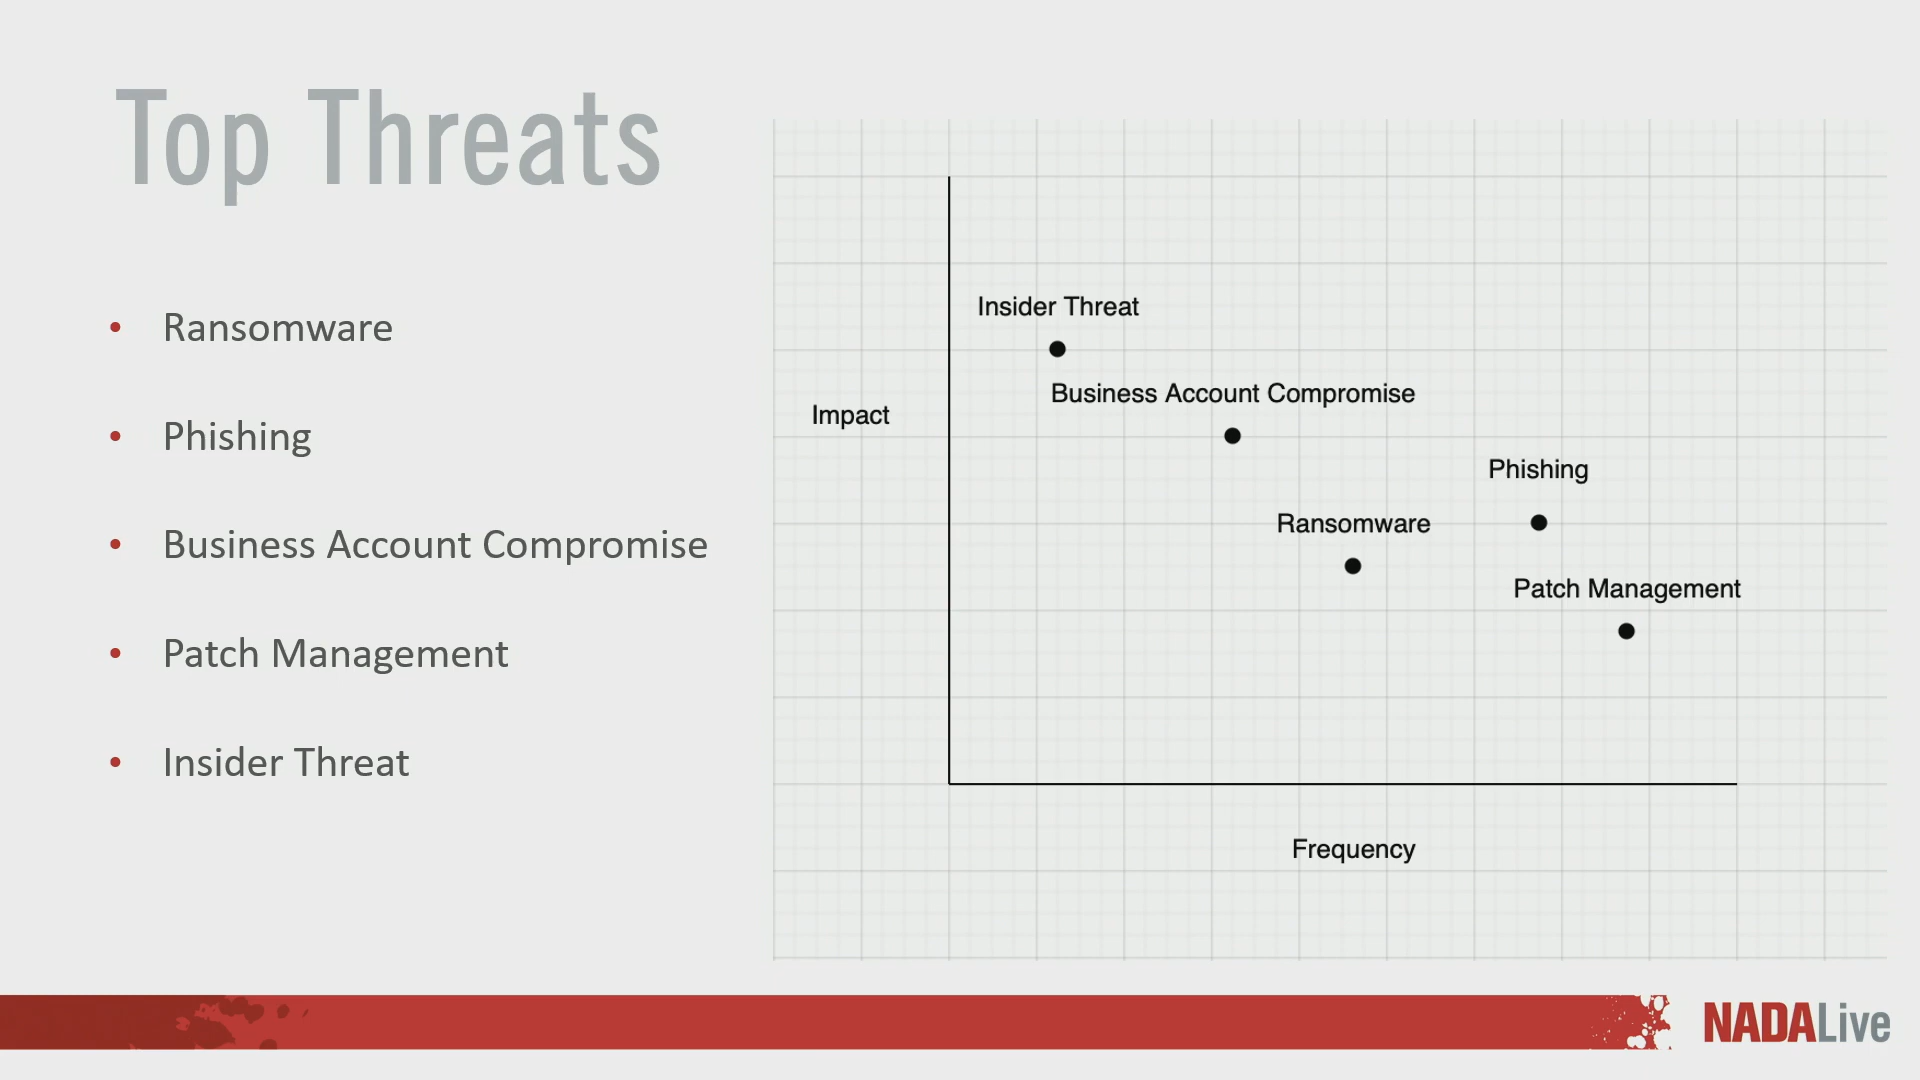 Top Threats
Ransomware
Phishing
Business Account Compromise
Patch Management
Insider Threat
Insider Threat
Business Account Compromise
Impact
Phishing
Ransomware
Patch Management
Frequency
NADALive